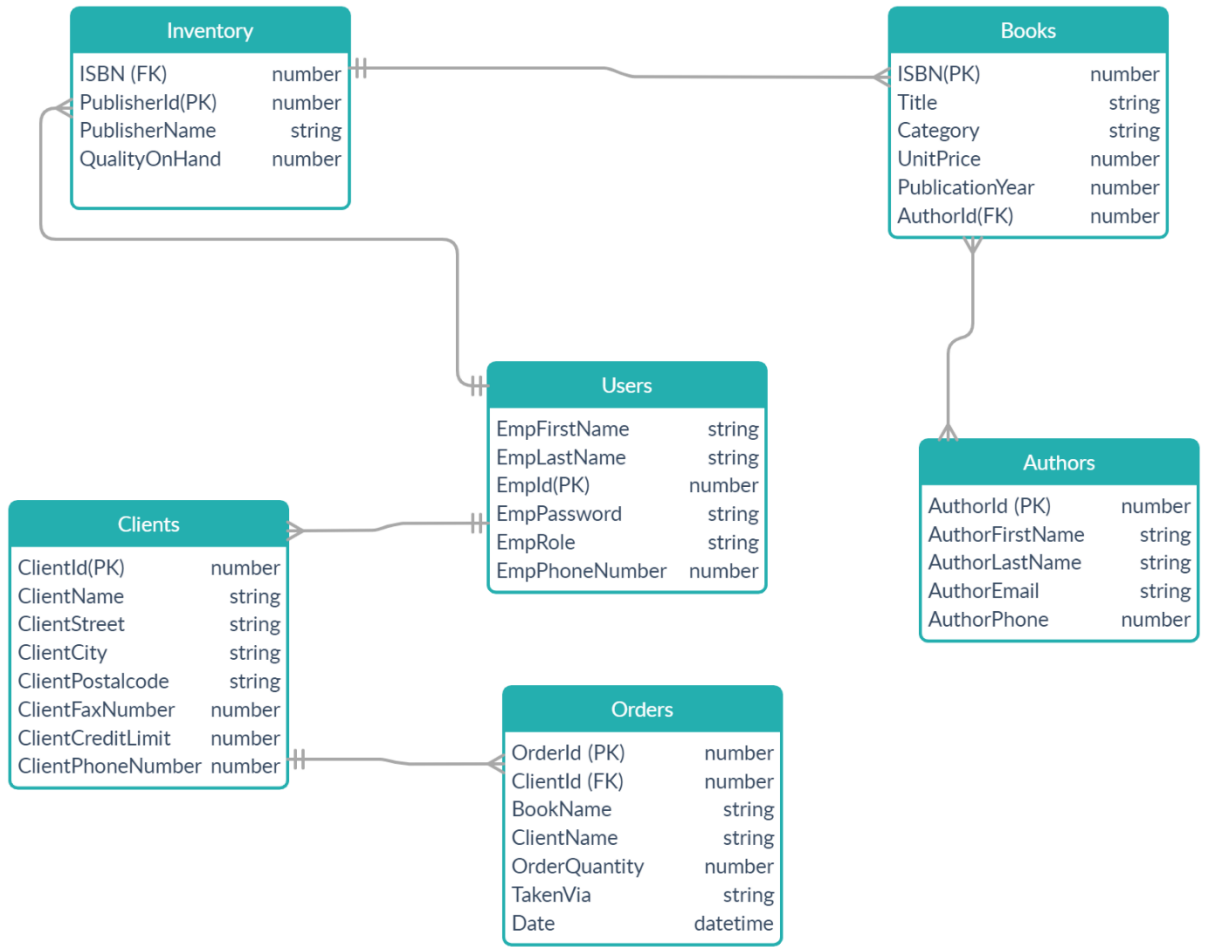 Inventory
ISBN (FK) number
PublisherId(PK) number
PublisherName string
QualityOnHand number
Books
ISBN(PK) number
Title string
Category string
UnitPrice number
PublicationYear number
AuthorId(FK) number
Users
EmpFirstName string
EmpLastName string
EmpId(PK) number
EmpPassword string
EmpRole string
EmpPhoneNumber number
Authors
AuthorId (PK) number
AuthorFirstName string
AuthorLastName string
AuthorEmail string
AuthorPhone number
Clients
ClientId(PK) number
ClientName string
ClientStreet string
ClientCity string
ClientPostalcode string
ClientFaxNumber number
ClientCreditLimit number
ClientPhoneNumber number
Orders
OrderId (PK) number
ClientId (FK) number
BookName string
ClientName string
OrderQuantity number
TakenVia string
Date datetime